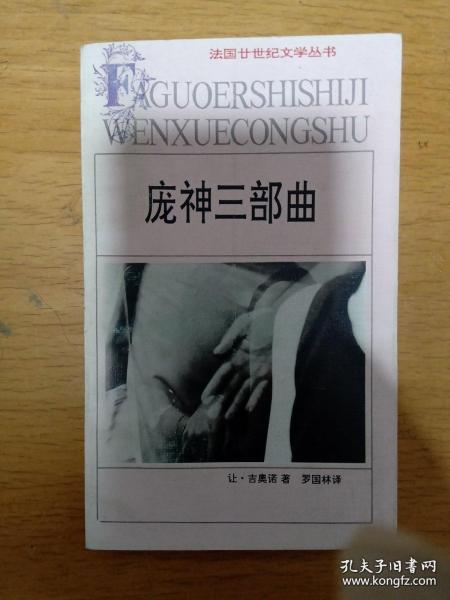 法国廿世纪文学丛书
FAGUOERSHISHIJI
WENXUECONGSHU
庞神三部曲
让·吉奥诺 著 罗国林译
孔夫子旧书网
www.kongfz.com